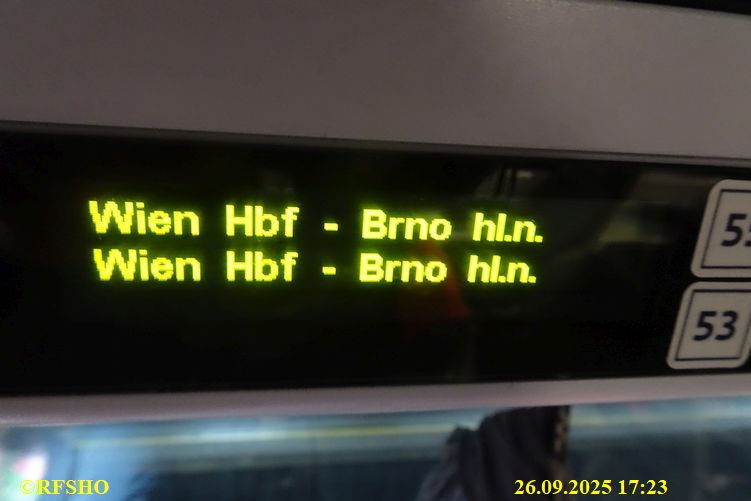 Wien Hbf - Brno hl.n.
Wien Hbf - Brno hl.n.
53
©RFSHO
26.09.2025 17:23